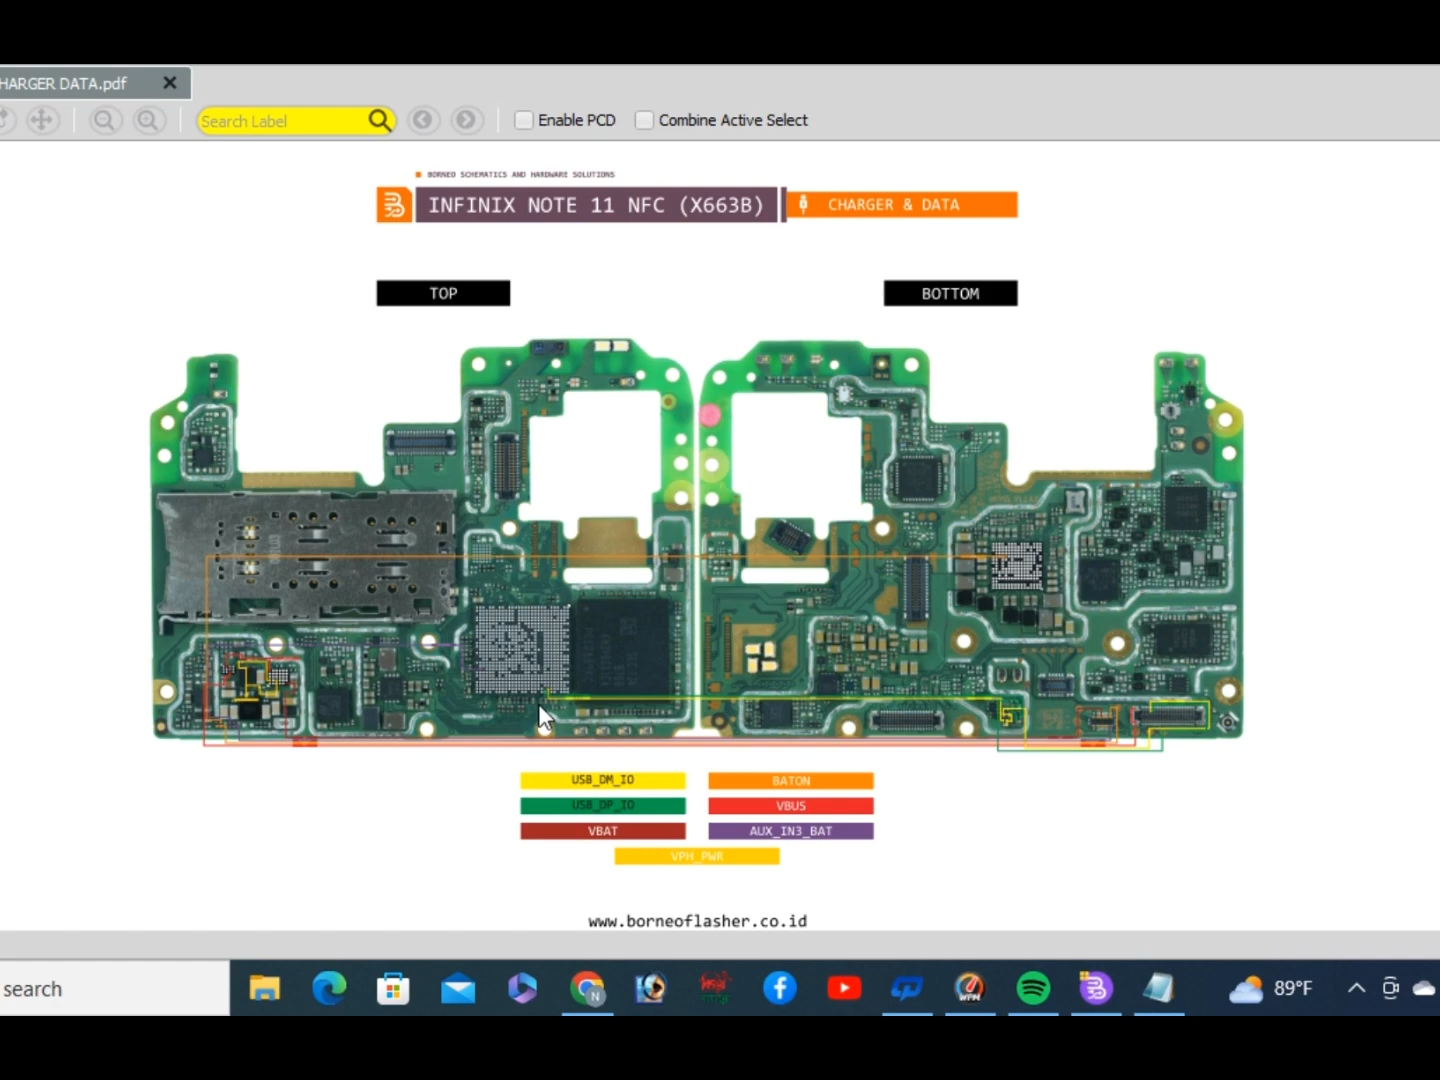 HARGER DATA.pdf
Search Label
Enable PCD
Combine Active Select
BORNEO SCHEMATICS AND HARDWARE SOLUTIONS
INFINIX NOTE 11 NFC (X663B)
CHARGER & DATA
TOP
BOTTOM
USB_DM_IO
BATON
USB_DP_IO
VBUS
VBAT
AUX_IN3_BAT
VPH_PWR
www.borneoflasher.co.id
search
N
WPM
89°F